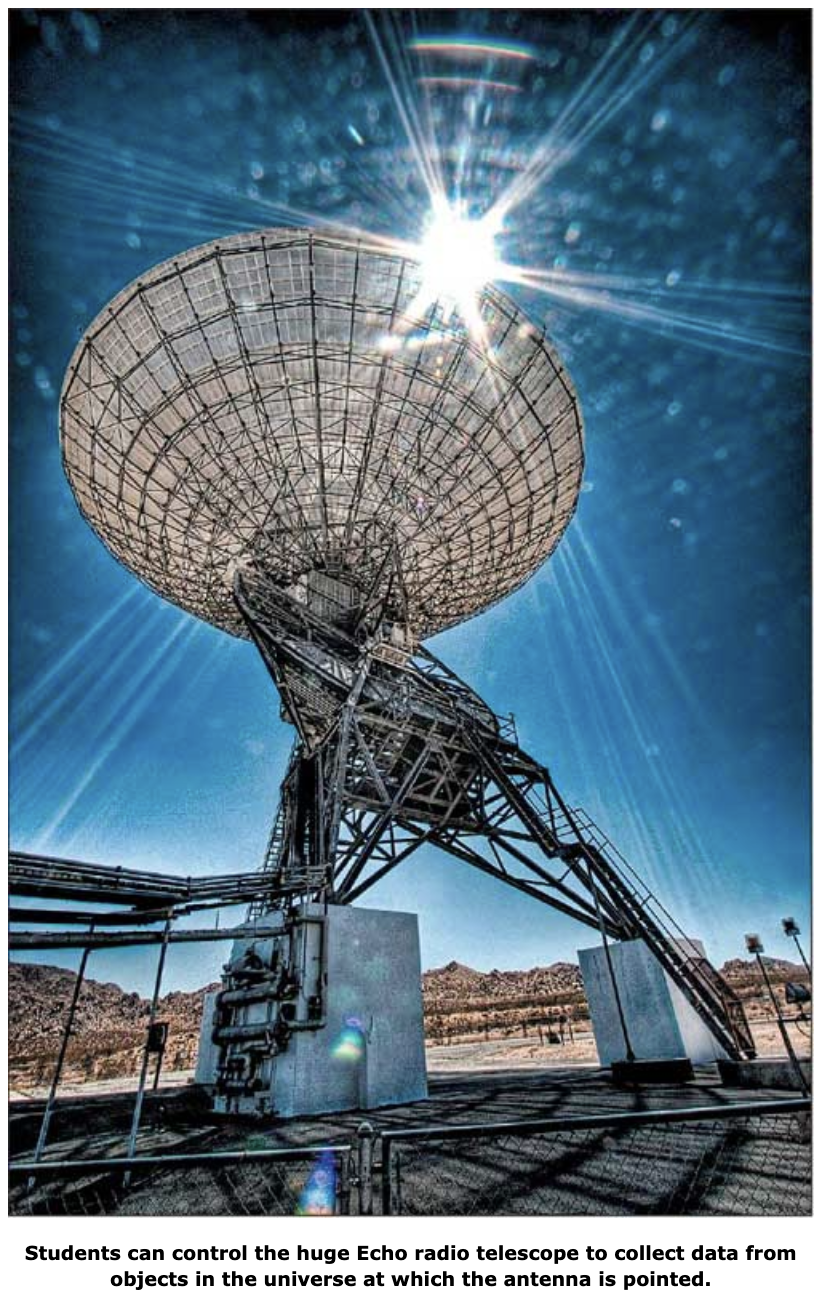 Students can control the huge Echo radio telescope to collect data from
objects in the universe at which the antenna is pointed.